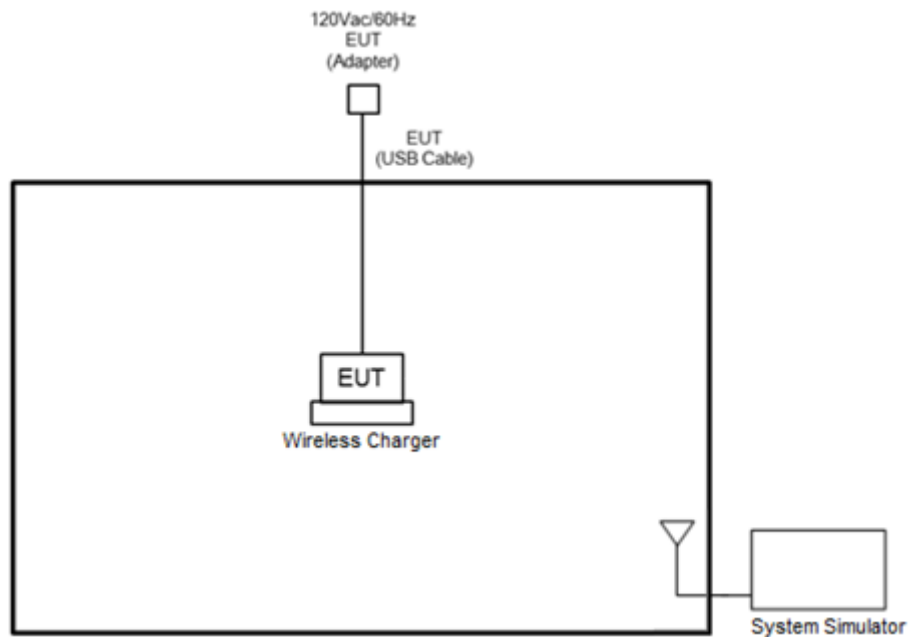 120Vac/60Hz
EUT
(Adapter)
EUT
(USB Cable)
EUT
Wireless Charger
System Simulator